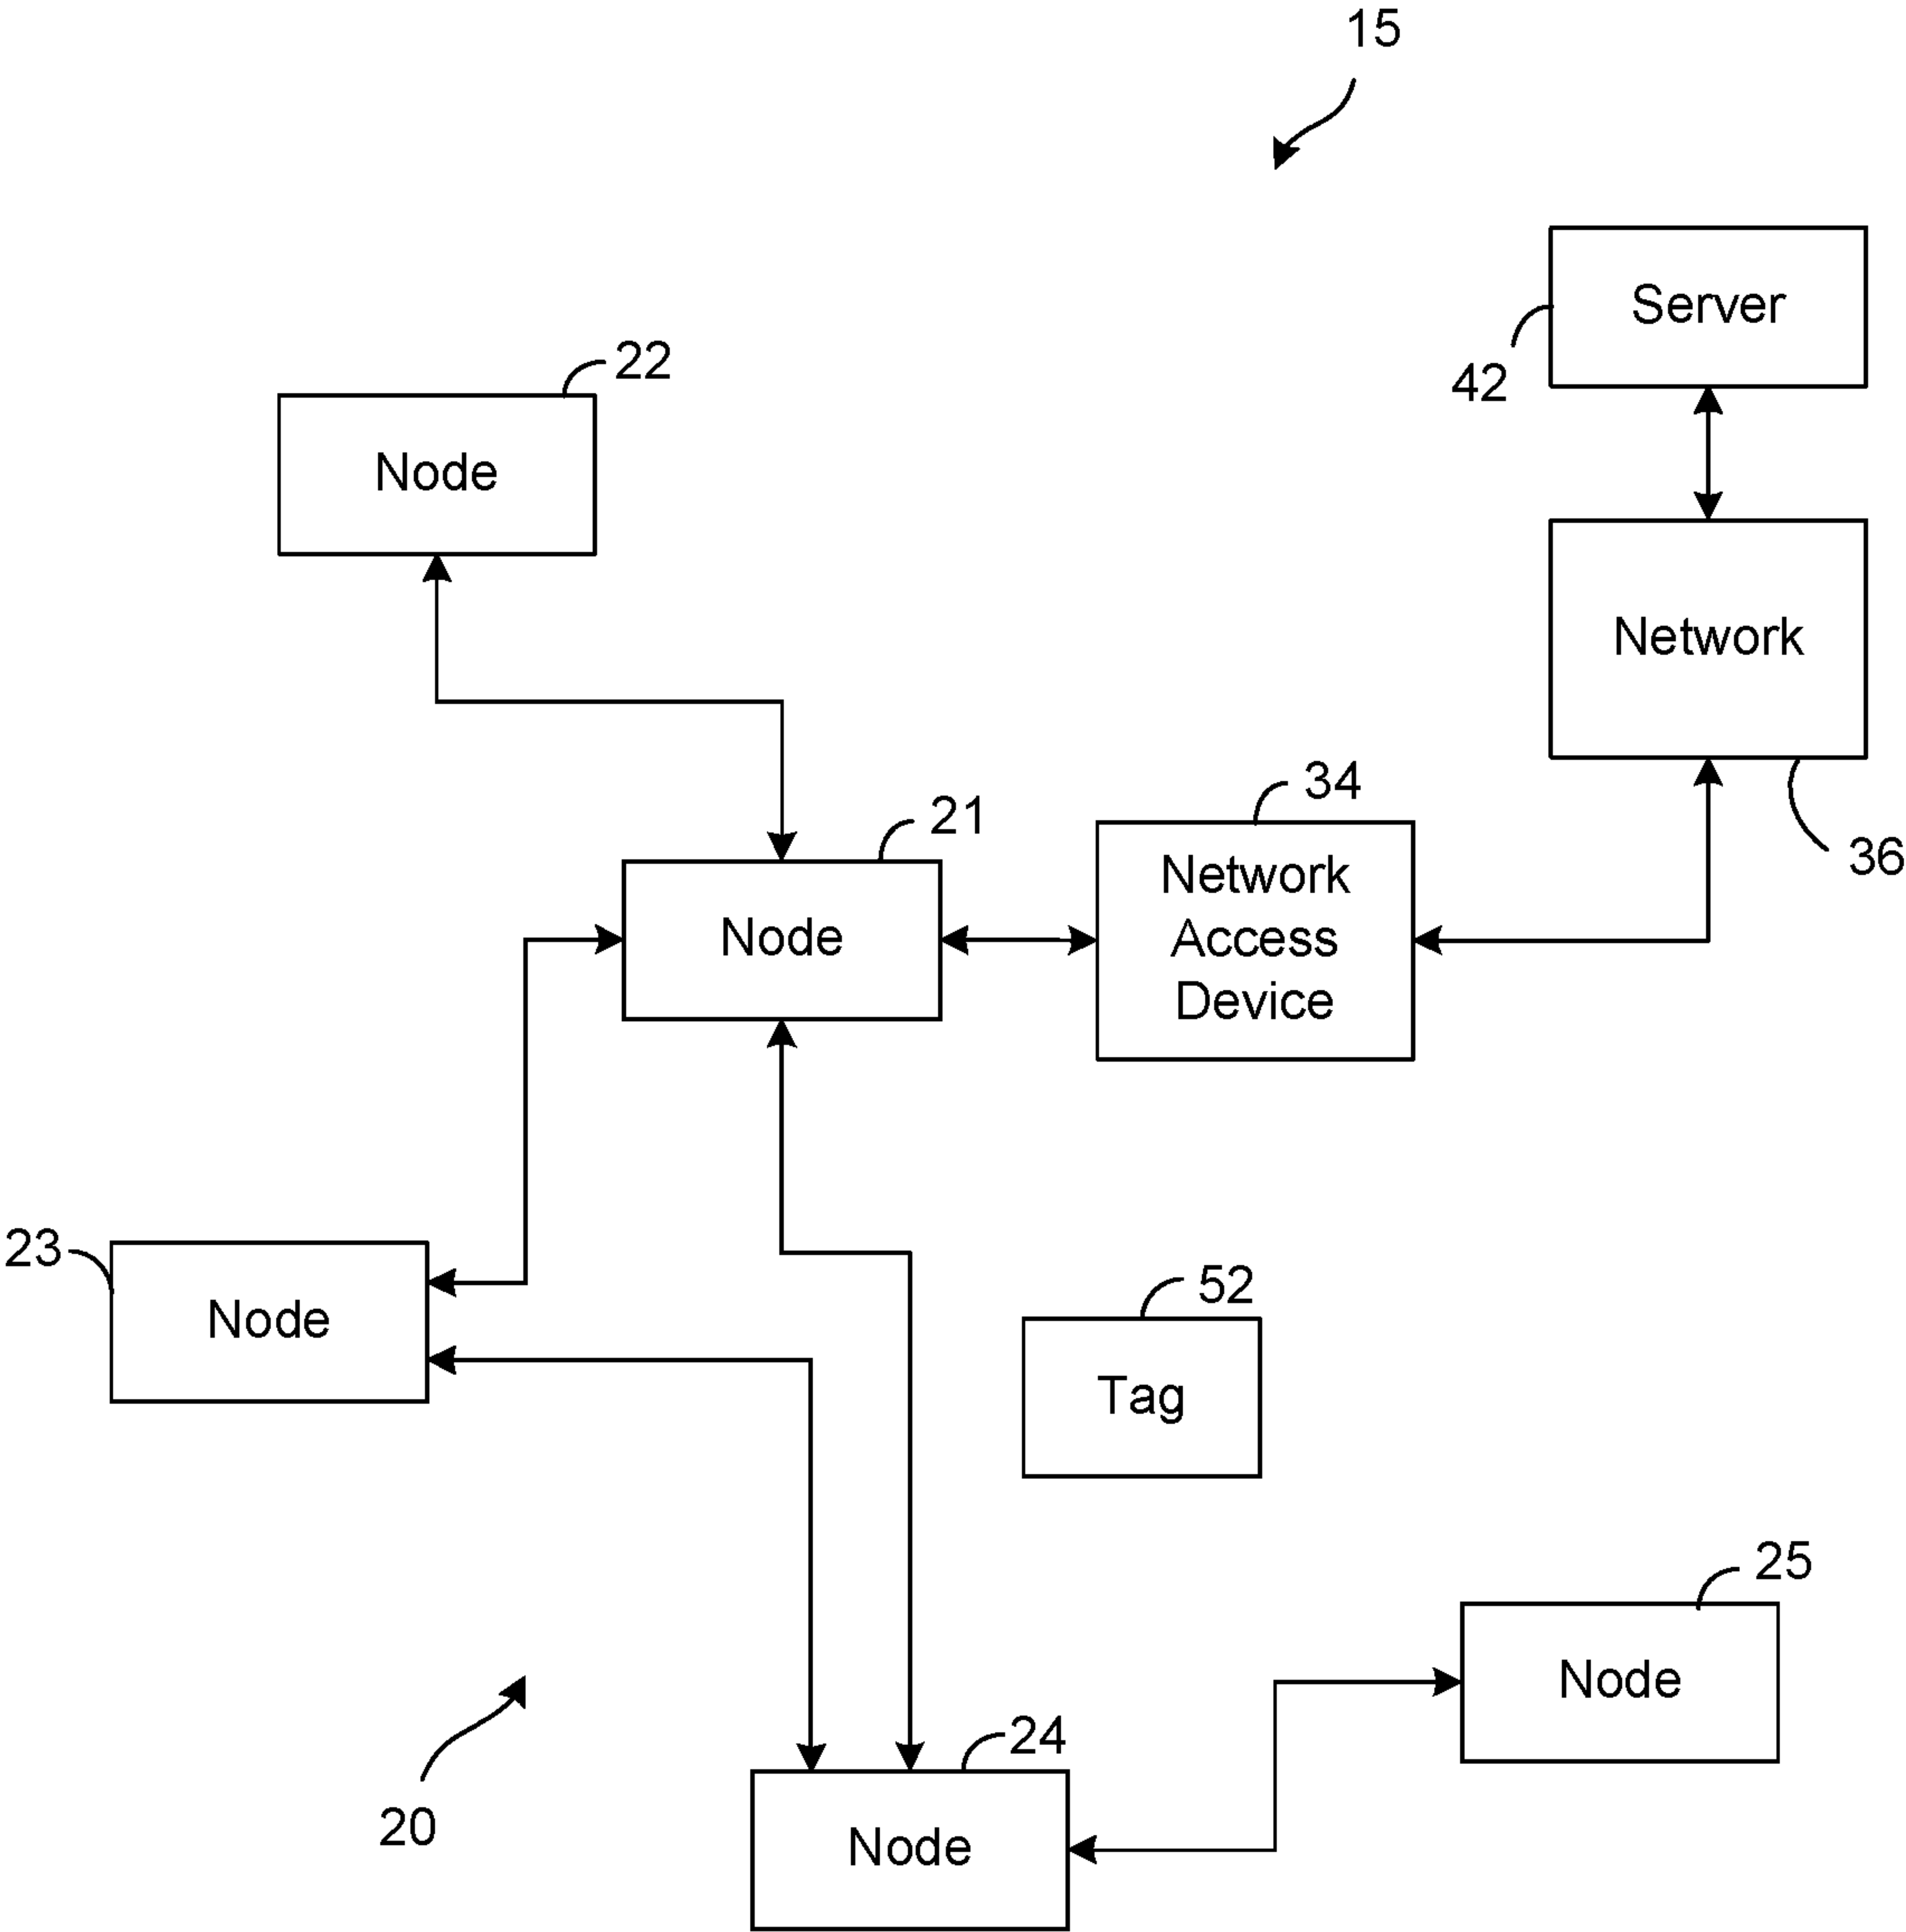 15
Server
42
22
Node
Network
34
21
36
Network
Access
Device
Node
23
52
Node
Tag
25
Node
24
20
Node